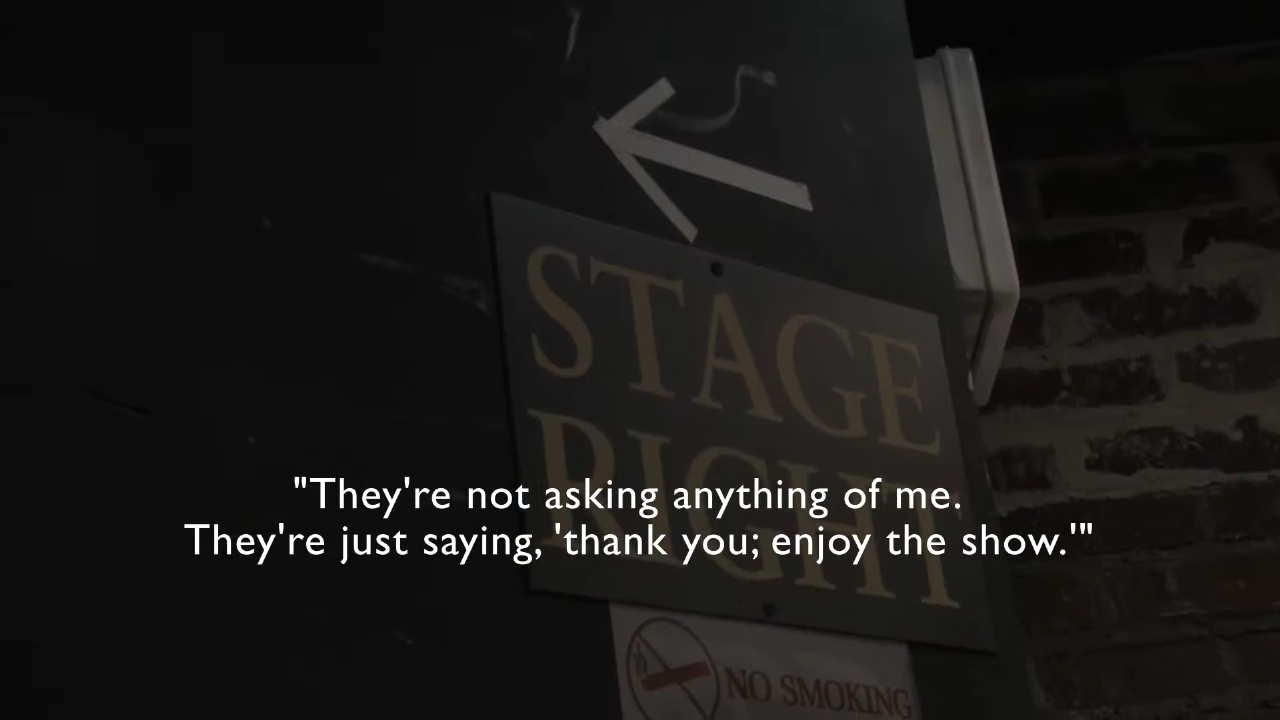 STAGE
RIGHT
"They're not asking anything of me.
They're just saying, 'thank you; enjoy the show.'"
NO SMOKING